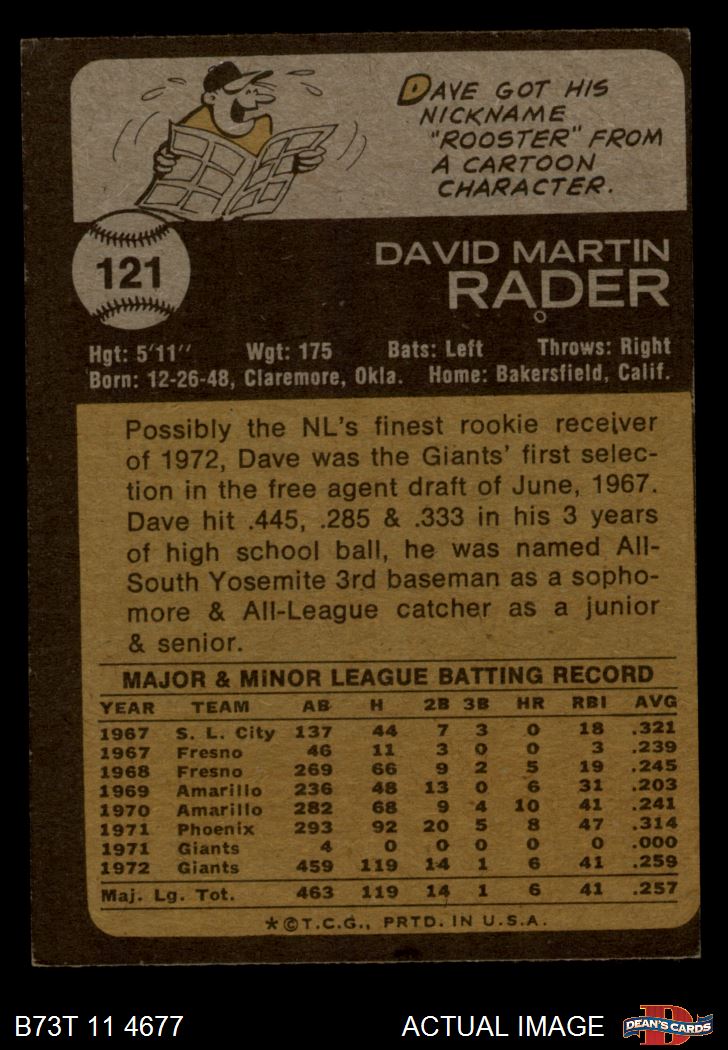 DAVE GOT HIS
NICKNAME
"ROOSTER" FROM
A CARTOON
CHARACTER.
121
DAVID MARTIN
RADER
Hgt: 5'11'' Wgt: 175 Bats: Left Throws: Right
Born: 12-26-48, Claremore, Okla. Home: Bakersfield, Calif.
Possibly the NL's finest rookie receiver
of 1972, Dave was the Giants' first selec-
tion in the free agent draft of June, 1967.
Dave hit .445, .285 & .333 in his 3 years
of high school ball, he was named All-
South Yosemite 3rd baseman as a sopho-
more & All-League catcher as a junior
& senior.
MAJOR & MINOR LEAGUE BATTING RECORD
YEAR TEAM AB H 2B 3B HR RBI AVG
1967 S. L. City 137 44 7 3 0 18 .321
1967 Fresno 46 11 3 0 0 3 .239
1968 Fresno 269 66 9 2 5 19 .245
1969 Amarillo 236 48 13 0 6 31 .203
1970 Amarillo 282 68 9 4 10 41 .241
1971 Phoenix 293 92 20 5 8 47 .314
1971 Giants 4 0 0 0 0 0 .000
1972 Giants 459 119 14 1 6 41 .259
Maj. Lg. Tot. 463 119 14 1 6 41 .257
*©T.C.G., PRTD. IN U.S.A.
B73T 11 4677 ACTUAL IMAGE D DEAN'S CARDS